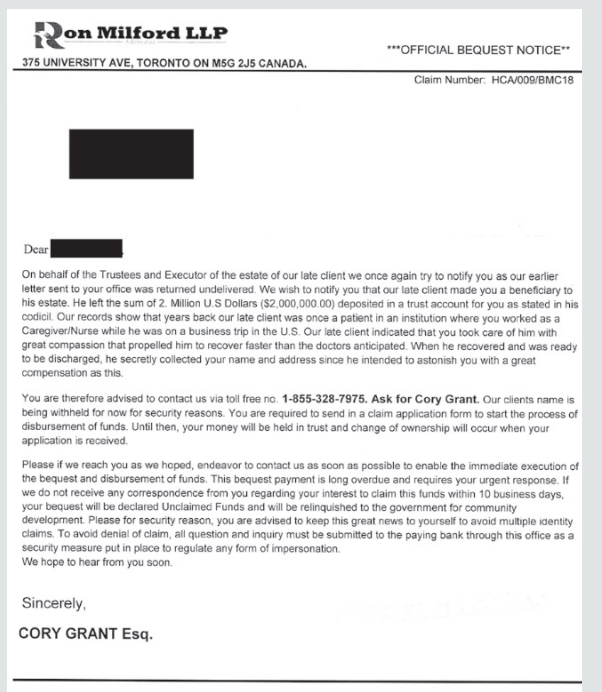 Ron Milford LLP
***OFFICIAL BEQUEST NOTICE**
375 UNIVERSITY AVE, TORONTO ON M5G 2J5 CANADA.
Claim Number: HCA/009/BMC18
Dear
On behalf of the Trustees and Executor of the estate of our late client we once again try to notify you as our earlier
letter sent to your office was returned undelivered. We wish to notify you that our late client made you a beneficiary to
his estate. He left the sum of 2. Million U.S Dollars ($2,000,000.00) deposited in a trust account for you as stated in his
codicil. Our records show that years back our late client was once a patient in an institution where you worked as a
Caregiver/Nurse while he was on a business trip in the U.S. Our late client indicated that you took care of him with
great compassion that propelled him to recover faster than the doctors anticipated. When he recovered and was ready
to be discharged, he secretly collected your name and address since he intended to astonish you with a great
compensation as this.
You are therefore advised to contact us via toll free no. 1-855-328-7975. Ask for Cory Grant. Our clients name is
being withheld for now for security reasons. You are required to send in a claim application form to start the process of
disbursement of funds. Until then, your money will be held in trust and change of ownership will occur when your
application is received.
Please if we reach you as we hoped, endeavor to contact us as soon as possible to enable the immediate execution of
the bequest and disbursement of funds. This bequest payment is long overdue and requires your urgent response. If
we do not receive any correspondence from you regarding your interest to claim this funds within 10 business days,
your bequest will be declared Unclaimed Funds and will be relinquished to the government for community
development. Please for security reason, you are advised to keep this great news to yourself to avoid multiple identity
claims. To avoid denial of claim, all question and inquiry must be submitted to the paying bank through this office as a
security measure put in place to regulate any form of impersonation.
We hope to hear from you soon.
Sincerely,
CORY GRANT Esq.